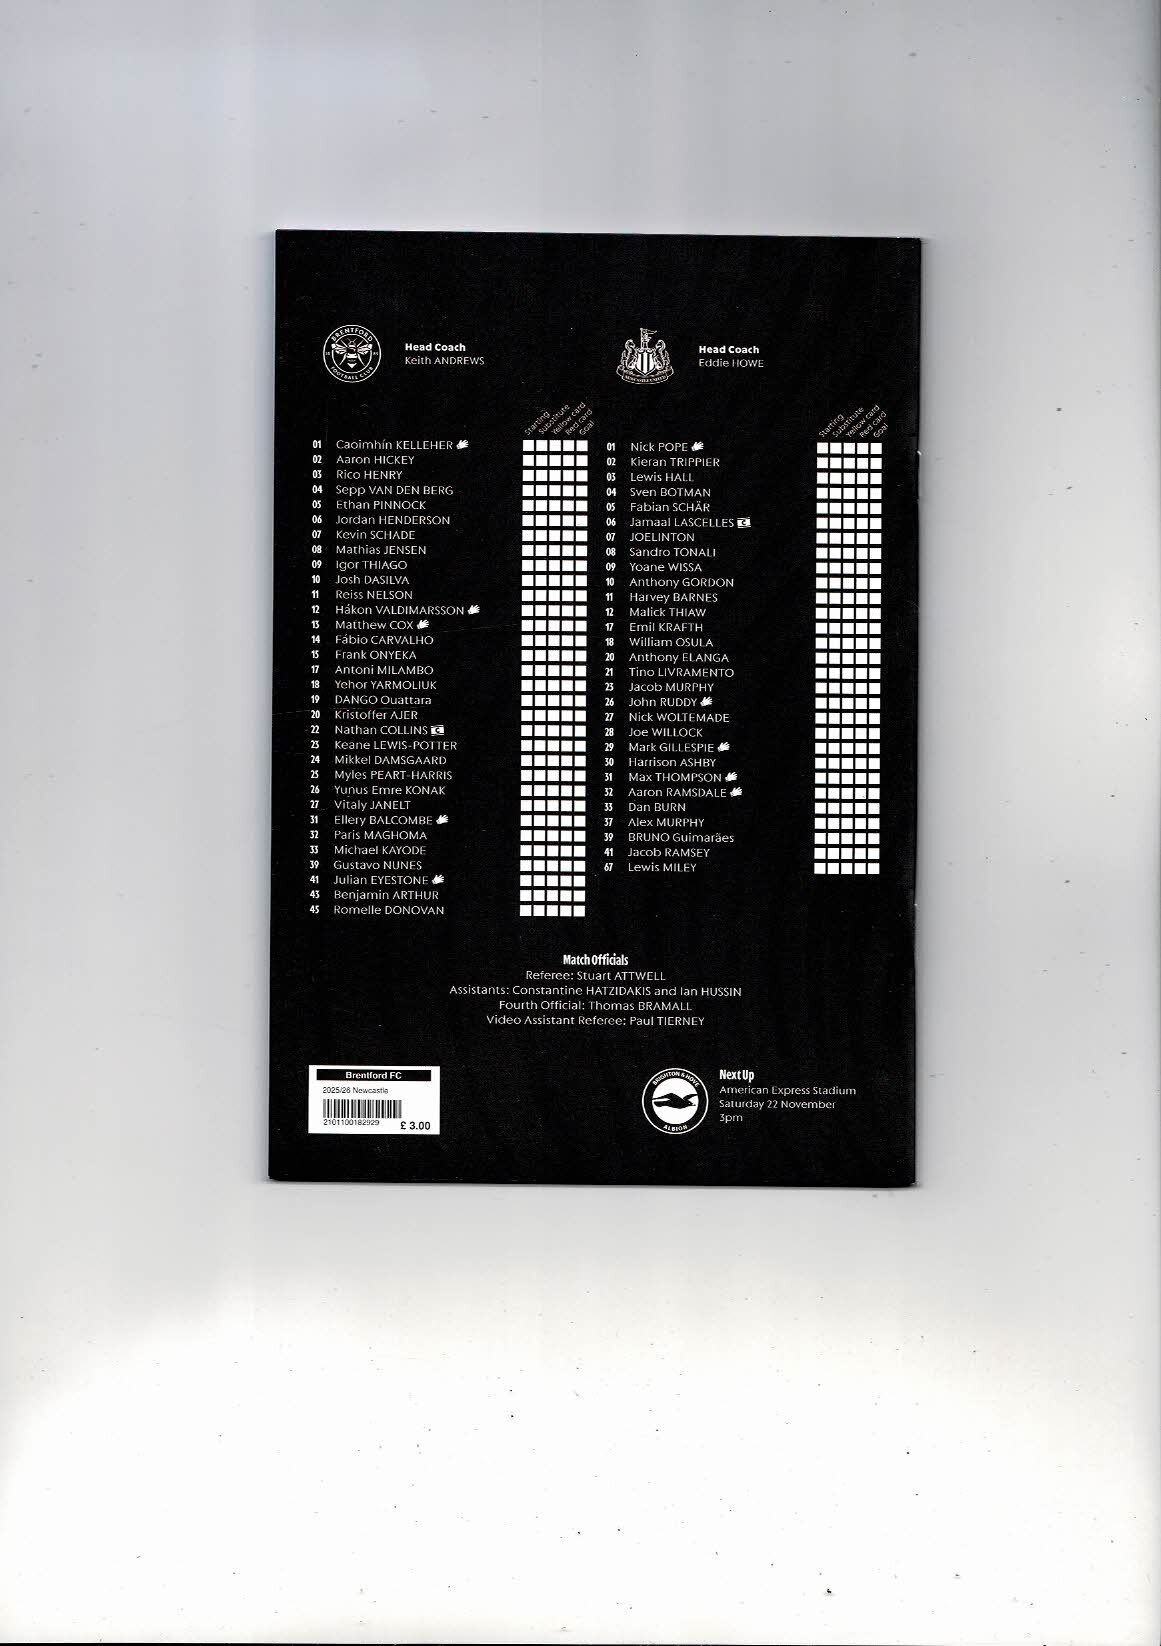 BRENTFORD
FOOTBALL CLUB
Head Coach
Keith ANDREWS
Starting
Substitute
Yellow card
Red card
Goal
01 Caoimhín KELLEHER
02 Aaron HICKEY
03 Rico HENRY
04 Sepp VAN DEN BERG
05 Ethan PINNOCK
06 Jordan HENDERSON
07 Kevin SCHADE
08 Mathias JENSEN
09 Igor THIAGO
10 Josh DASILVA
11 Reiss NELSON
12 Hákon VALDIMARSSON
13 Matthew COX
14 Fábio CARVALHO
15 Frank ONYEKA
17 Antoni MILAMBO
18 Yehor YARMOLIUK
19 DANGO Ouattara
20 Kristoffer AJER
22 Nathan COLLINS C
23 Keane LEWIS-POTTER
24 Mikkel DAMSGAARD
25 Myles PEART-HARRIS
26 Yunus Emre KONAK
27 Vitaly JANELT
31 Ellery BALCOMBE
32 Paris MAGHOMA
33 Michael KAYODE
39 Gustavo NUNES
41 Julian EYESTONE
43 Benjamin ARTHUR
45 Romelle DONOVAN
NEWCASTLE UNITED
Head Coach
Eddie HOWE
Starting
Substitute
Yellow card
Red card
Goal
01 Nick POPE
02 Kieran TRIPPIER
03 Lewis HALL
04 Sven BOTMAN
05 Fabian SCHÄR
06 Jamaal LASCELLES C
07 JOELINTON
08 Sandro TONALI
09 Yoane WISSA
10 Anthony GORDON
11 Harvey BARNES
12 Malick THIAW
17 Emil KRAFTH
18 William OSULA
20 Anthony ELANGA
21 Tino LIVRAMENTO
23 Jacob MURPHY
26 John RUDDY
27 Nick WOLTEMADE
28 Joe WILLOCK
29 Mark GILLESPIE
30 Harrison ASHBY
31 Max THOMPSON
32 Aaron RAMSDALE
33 Dan BURN
37 Alex MURPHY
39 BRUNO Guimarães
41 Jacob RAMSEY
67 Lewis MILEY
Match Officials
Referee: Stuart ATTWELL
Assistants: Constantine HATZIDAKIS and Ian HUSSIN
Fourth Official: Thomas BRAMALL
Video Assistant Referee: Paul TIERNEY
Brentford FC
2025/26 Newcastle
2101100182929
£ 3.00
BRIGHTON & HOVE
ALBION
Next Up
American Express Stadium
Saturday 22 November
3pm